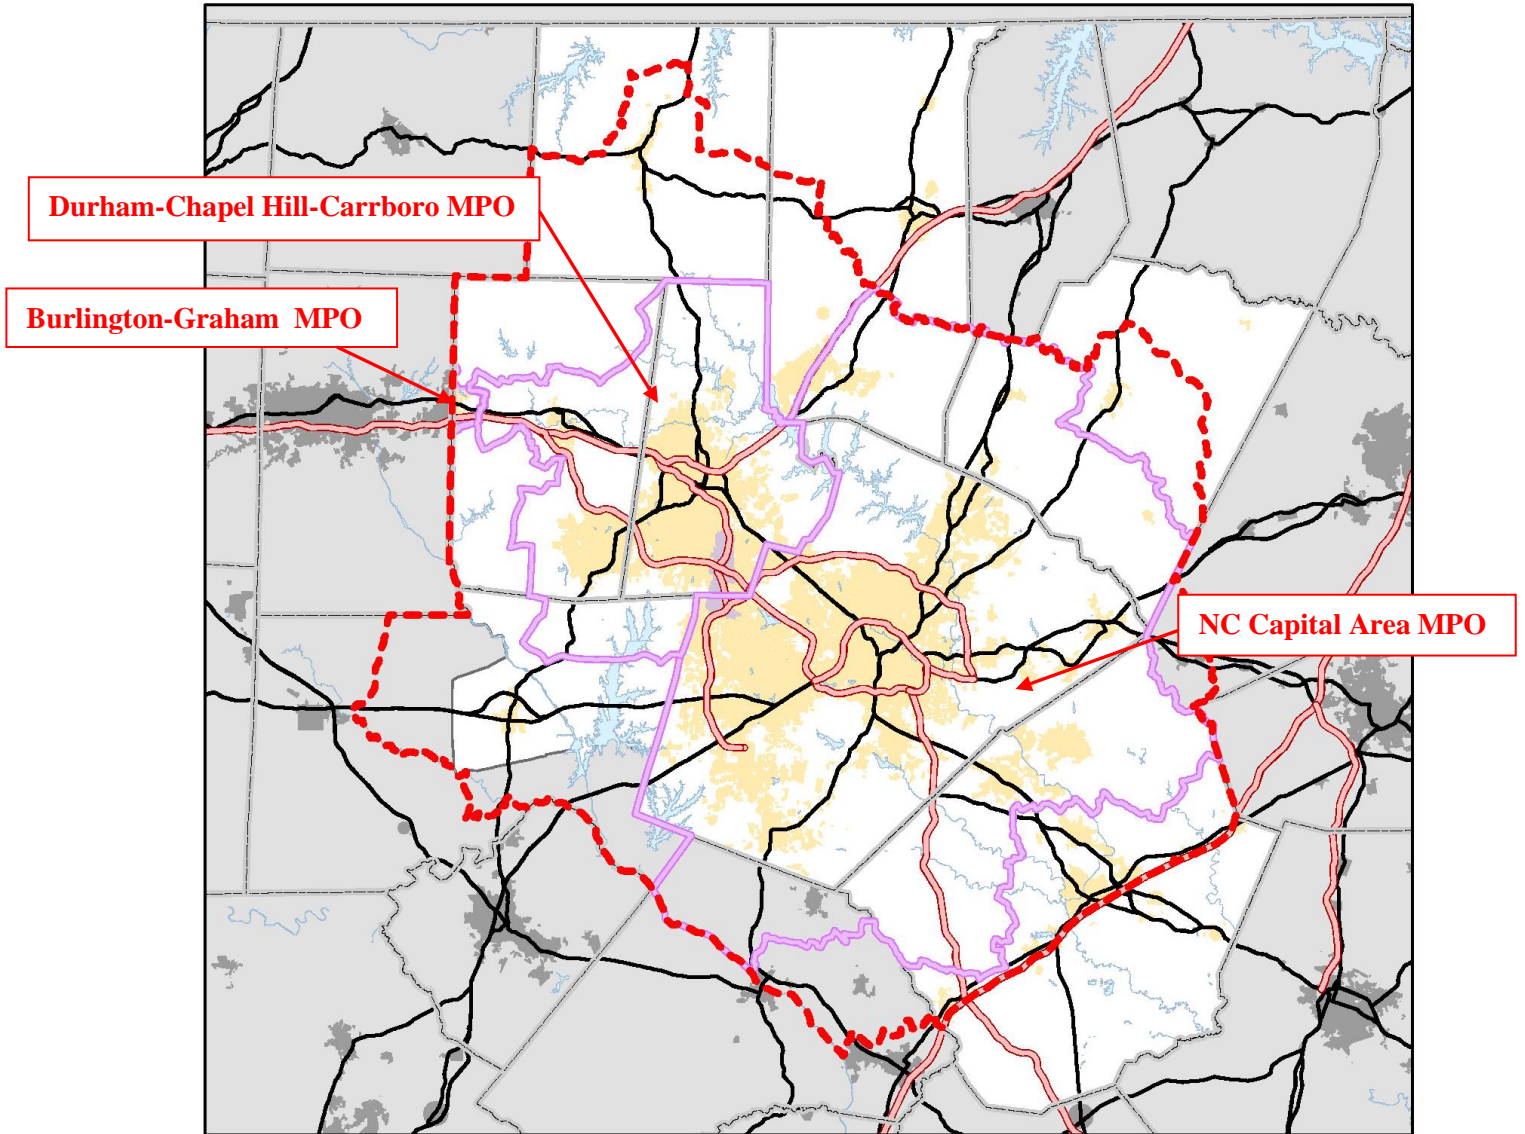 Durham-Chapel Hill-Carrboro MPO
Burlington-Graham  MPO
NC Capital Area MPO